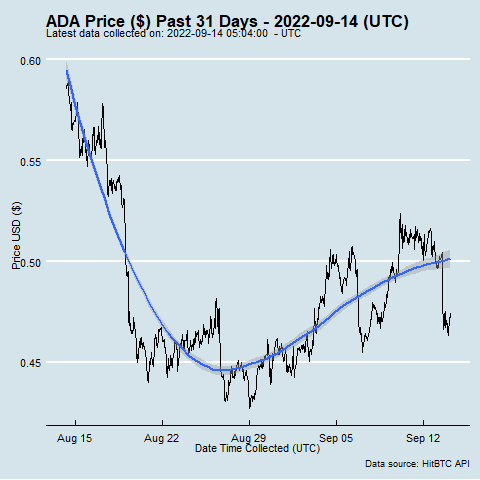 ADA Price ($) Past 31 Days - 2022-09-14 (UTC)
Latest data collected on: 2022-09-14 05:04:00 - UTC
0.60
0.55
0.50
0.45
Price USD ($)
Aug 15 Aug 22 Aug 29 Sep 05 Sep 12
Date Time Collected (UTC)
Data source: HitBTC API